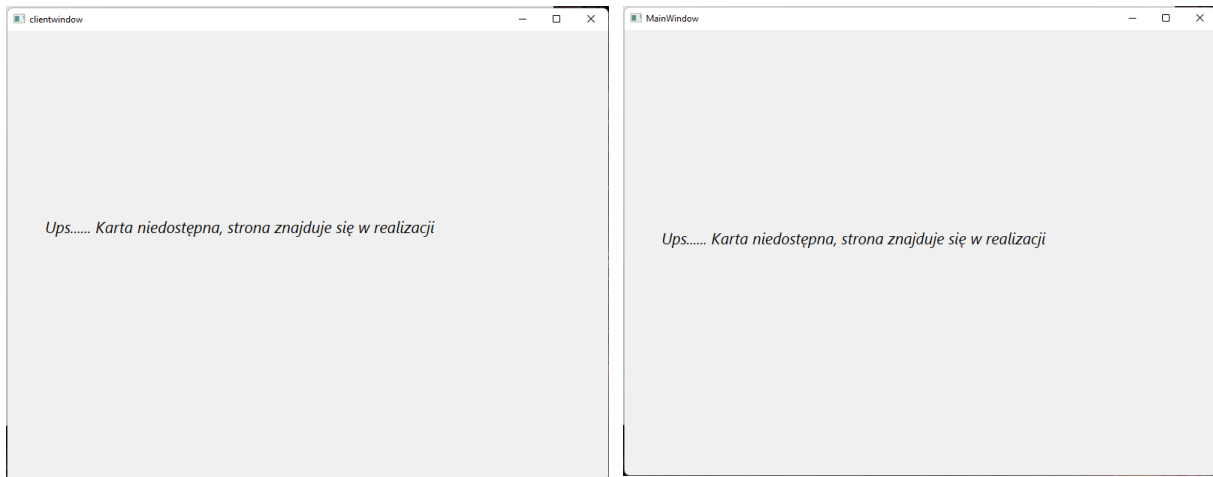 clientwindow
Ups...... Karta niedostępna, strona znajduje się w realizacji
MainWindow
Ups...... Karta niedostępna, strona znajduje się w realizacji